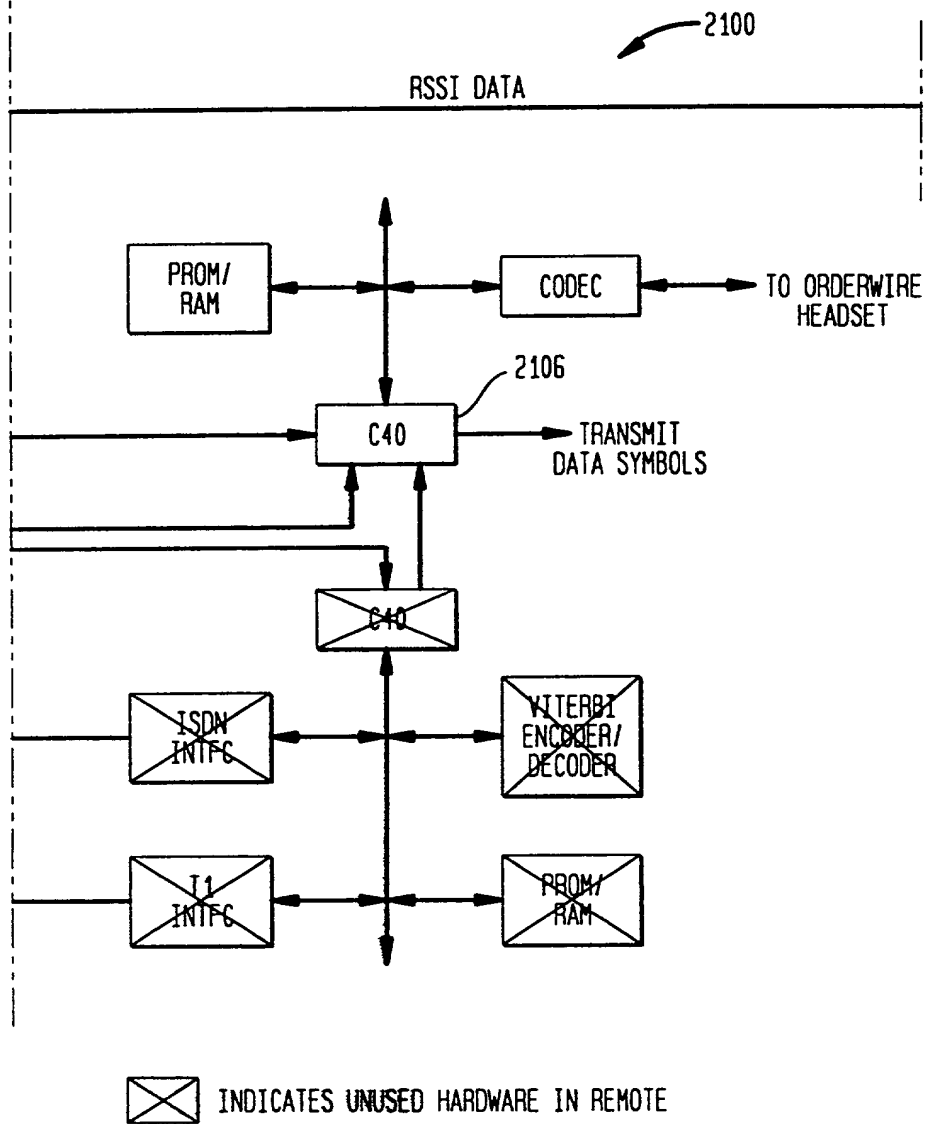 2100
RSSI DATA
PROM/
RAM
CODEC
TO ORDERWIRE
HEADSET
2106
C40
TRANSMIT
DATA SYMBOLS
C40
ISDN
INTFC
VITERBI
ENCODER/
DECODER
T1
INTFC
PROM/
RAM
INDICATES UNUSED HARDWARE IN REMOTE